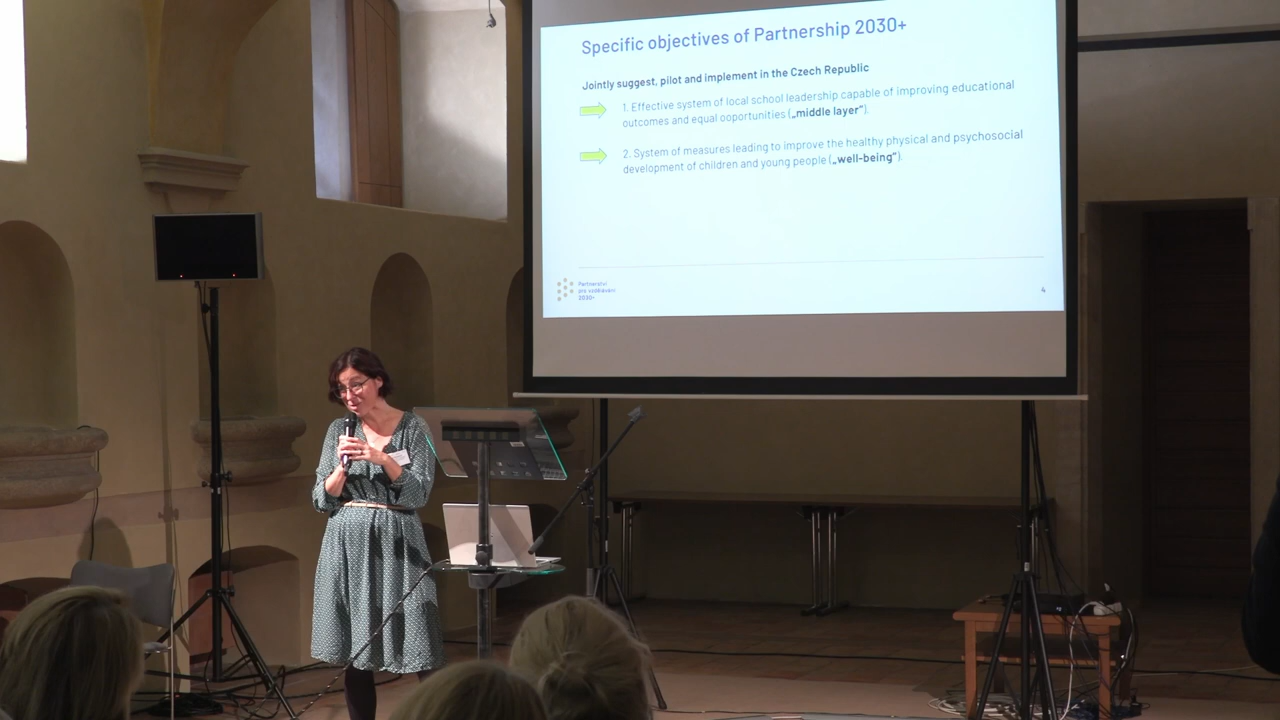 Specific objectives of Partnership 2030+
Jointly suggest, pilot and implement in the Czech Republic
1. Effective system of local school leadership capable of improving educational
outcomes and equal ooportunities („middle layer“).
2. System of measures leading to improve the healthy physical and psychosocial
development of children and young people („well-being“).
Partnerství
pro vzdělávání
2030+
4